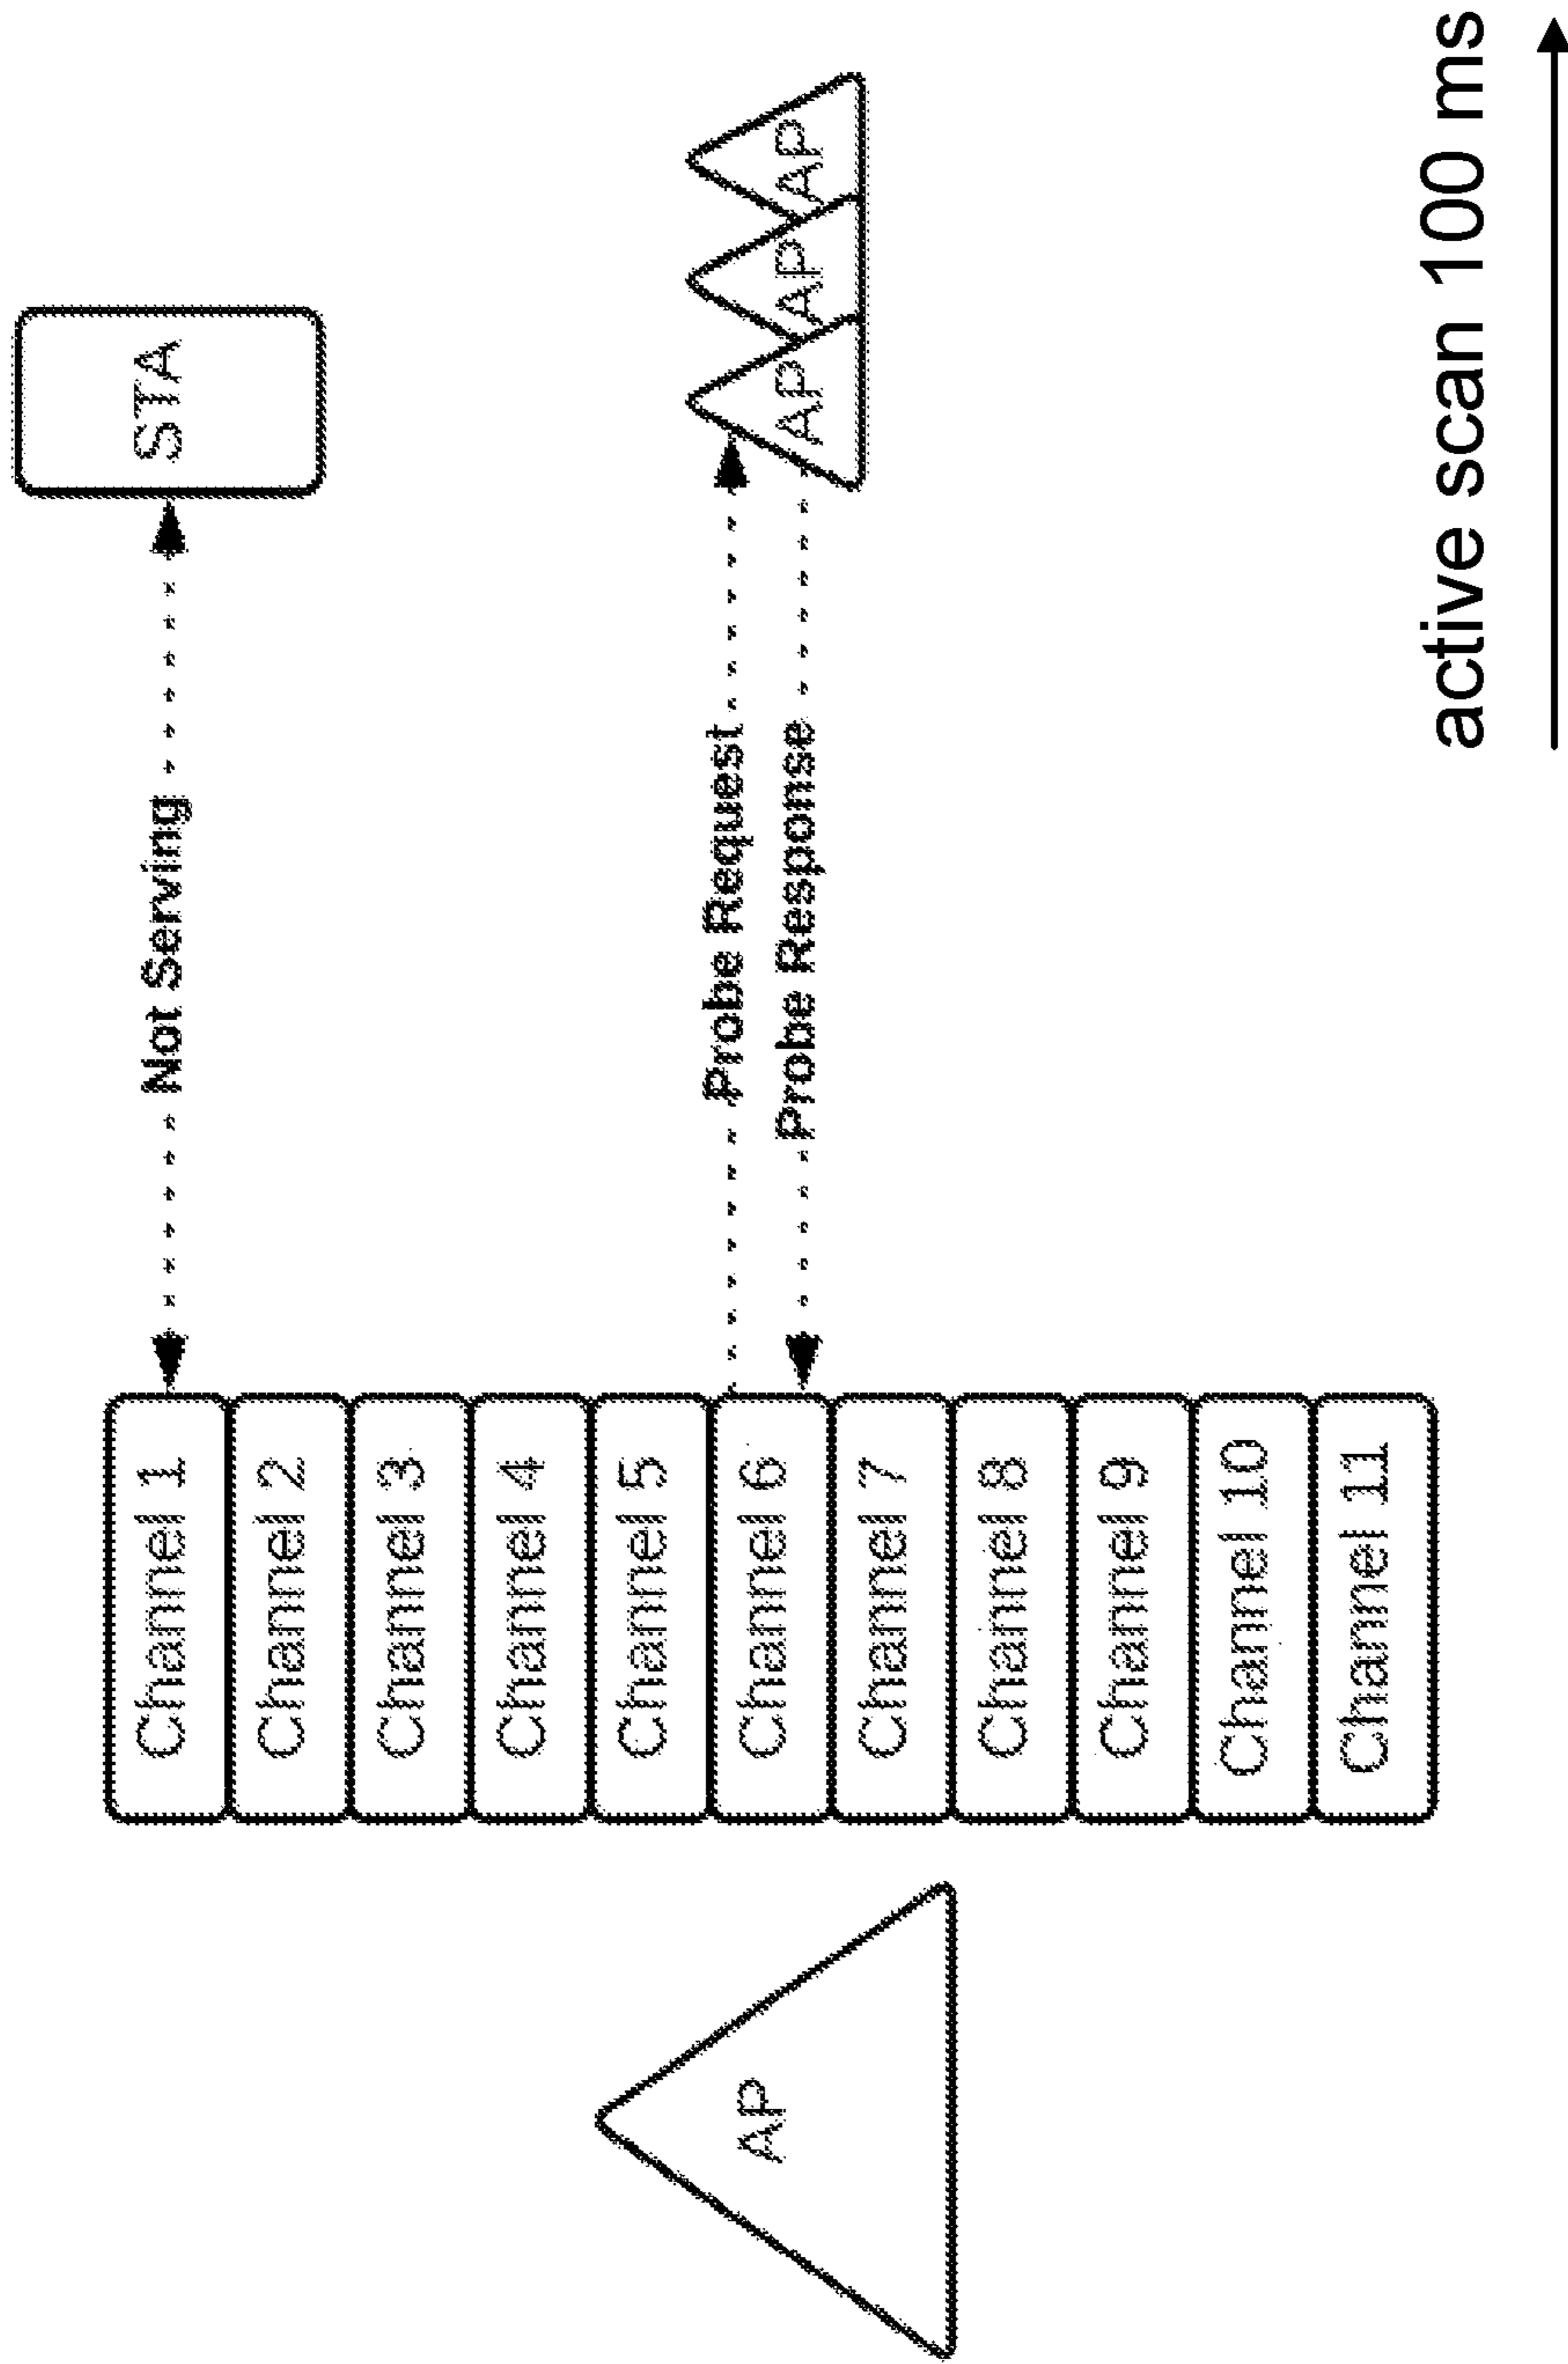 AP
Channel 1
Channel 2
Channel 3
Channel 4
Channel 5
Channel 6
Channel 7
Channel 8
Channel 9
Channel 10
Channel 11
Not Serving
STA
Probe Request
Probe Response
AP
AP
AP
active scan 100 ms